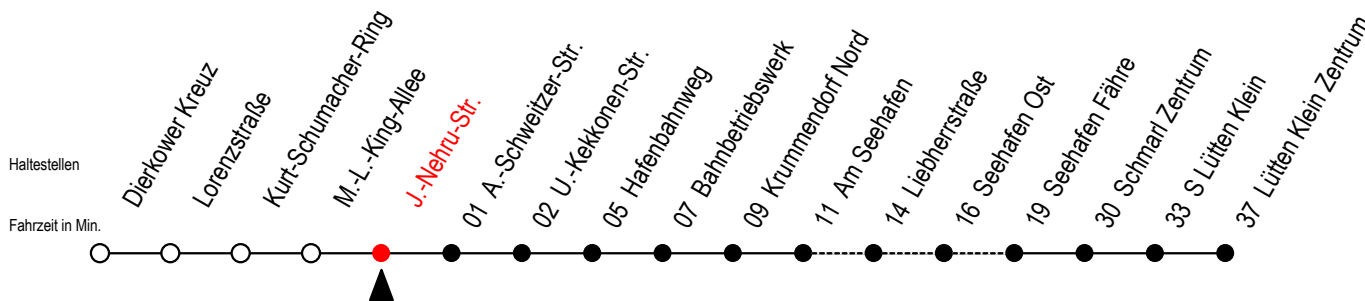 Haltestellen
Fahrzeit in Min.
Dierkower Kreuz
Lorenzstraße
Kurt-Schumacher-Ring
M.-L.-King-Allee
J.-Nehru-Str.
01 A.-Schweitzer-Str.
02 U.-Kekkonen-Str.
05 Hafenbahnweg
07 Bahnbetriebswerk
09 Krummendorf Nord
11 Am Seehafen
14 Liebherrstraße
16 Seehafen Ost
19 Seehafen Fähre
30 Schmarl Zentrum
33 S Lütten Klein
37 Lütten Klein Zentrum